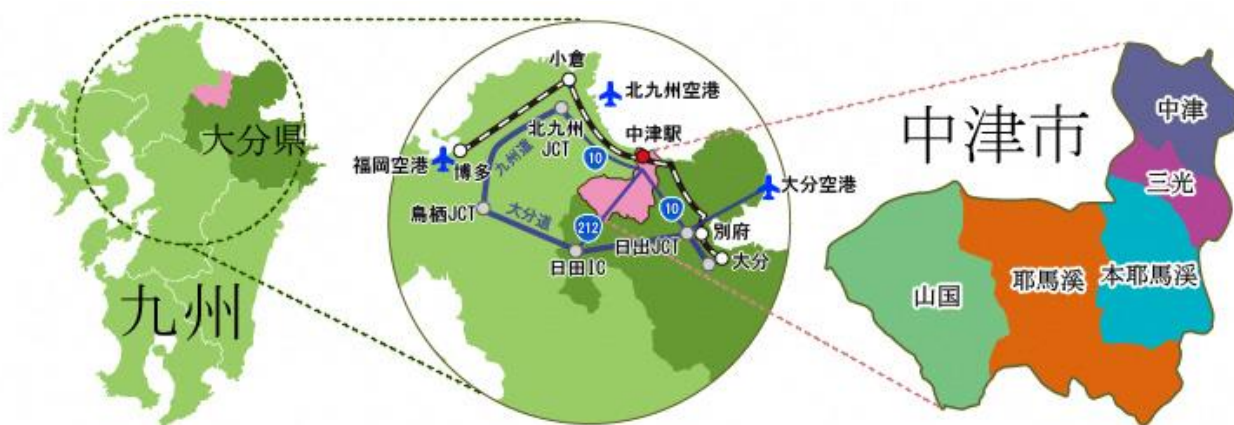 大分県
九州
小倉
北九州空港
北九州
JCT
中津駅
10
九州道
福岡空港
博多
大分空港
鳥栖JCT
大分道
212
10
日田IC
日出JCT
別府
大分
中津市
中津
三光
本耶馬溪
耶馬溪
山国